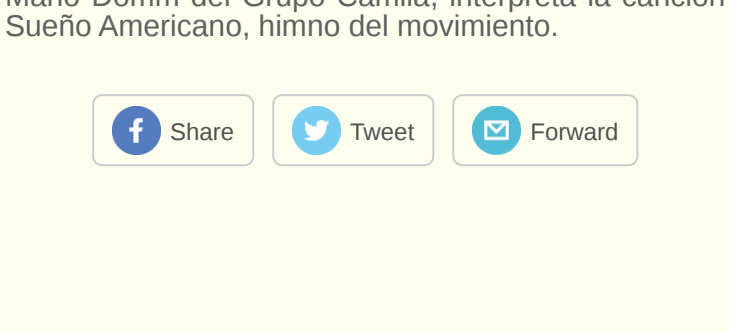 Mario Domm del Grupo Camila, interpreta la canción
Sueño Americano, himno del movimiento.
Share
Tweet
Forward